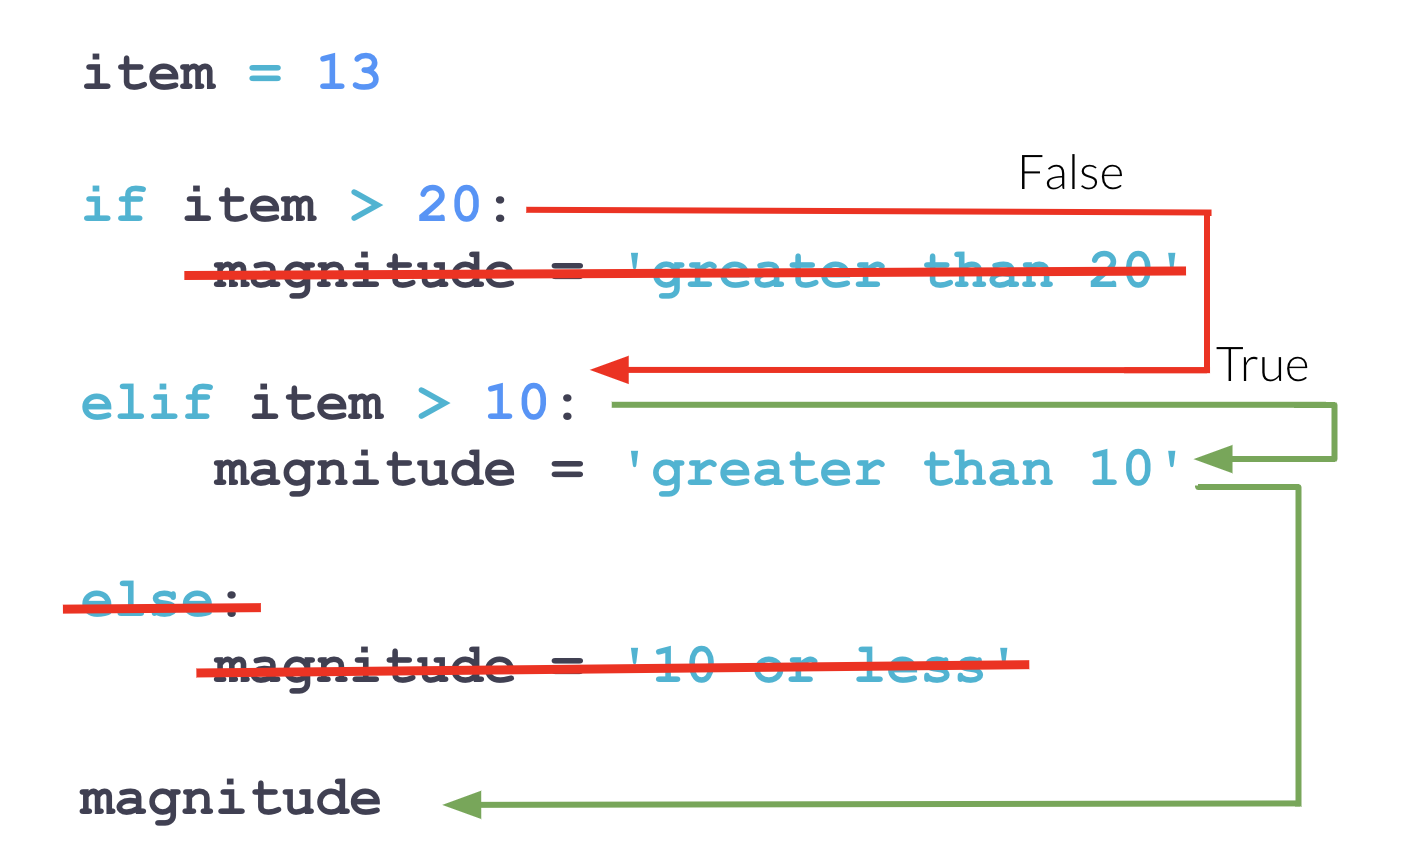 item = 13
False
if item > 20:
magnitude = 'greater than 20'
True
elif item > 10:
magnitude = 'greater than 10'
else:
magnitude = '10 or less'
magnitude